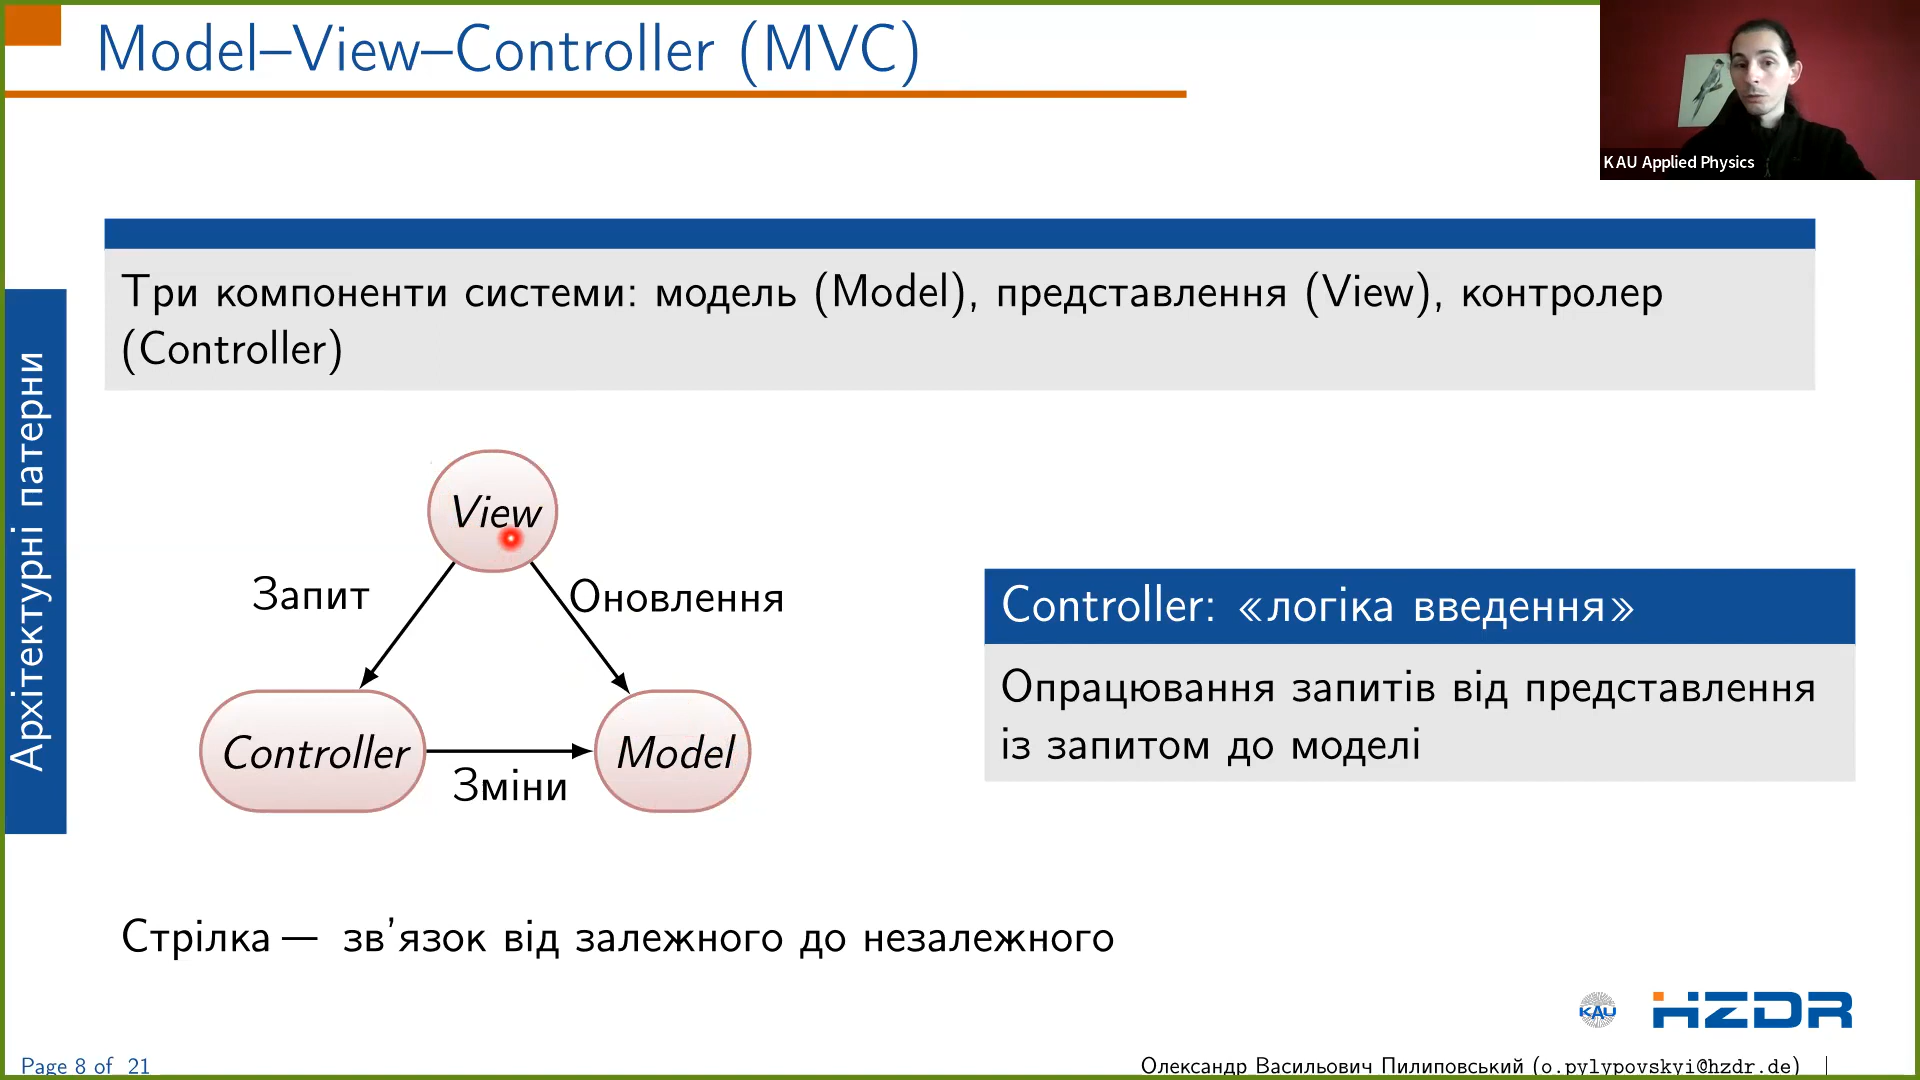 Model–View–Controller (MVC)
KAU Applied Physics
Три компоненти системи: модель (Model), представлення (View), контролер
(Controller)
Архітектурні патерни
View
Запит
Оновлення
Controller
Зміни
Model
Controller: «логіка введення»
Опрацювання запитів від представлення
із запитом до моделі
Стрілка — зв'язок від залежного до незалежного
KAU
HZDR
Page 8 of 21
Олександр Васильович Пилиповський (o.pylypovskyi@hzdr.de) |